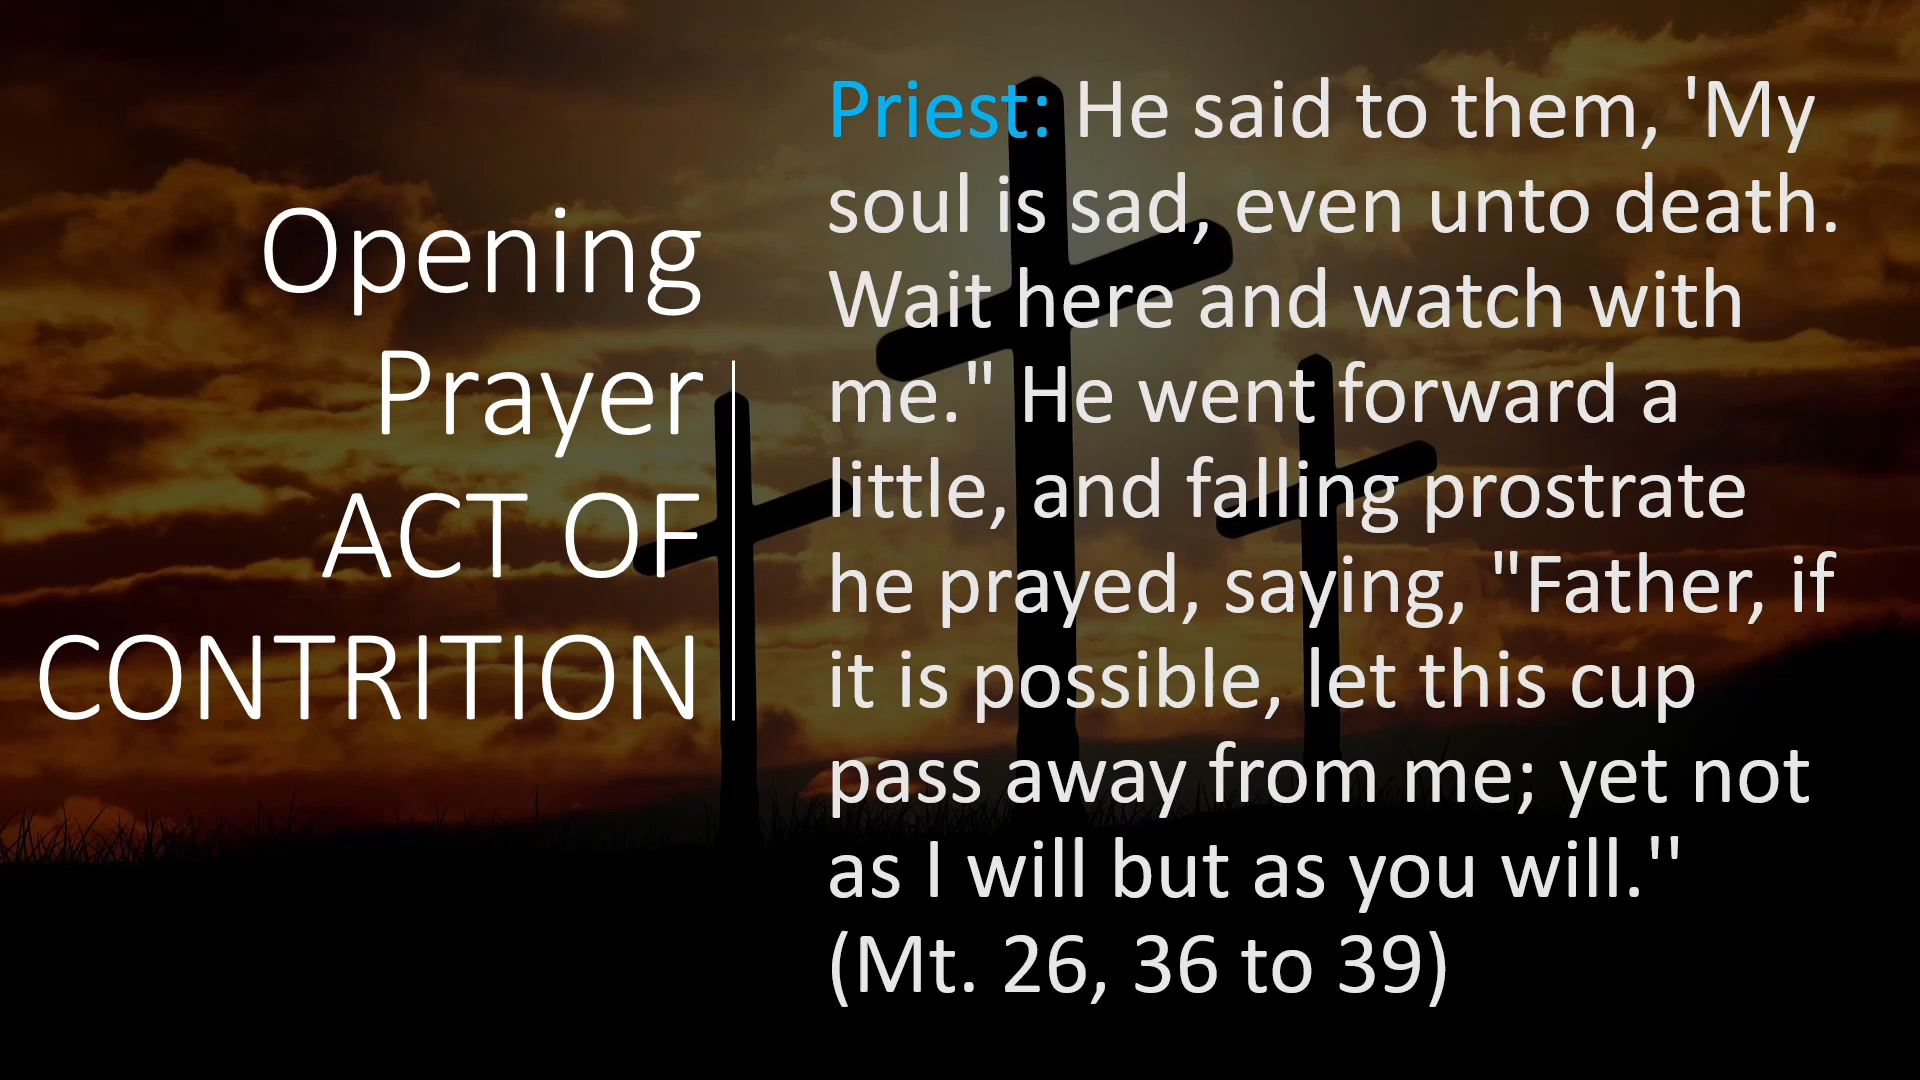 Opening
Prayer
ACT OF
CONTRITION
Priest: He said to them, 'My
soul is sad, even unto death.
Wait here and watch with
me." He went forward a
little, and falling prostrate
he prayed, saying, "Father, if
it is possible, let this cup
pass away from me; yet not
as I will but as you will.''
(Mt. 26, 36 to 39)